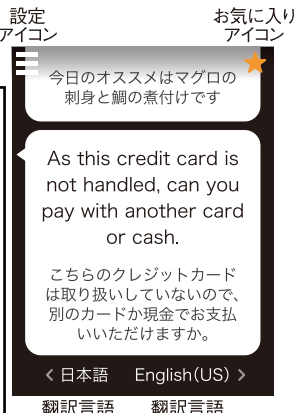 設定
アイコン
お気に入り
アイコン
今日のオススメはマグロの
刺身と鯛の煮付けです
As this credit card is
not handled, can you
pay with another card
or cash.
こちらのクレジットカード
は取り扱いしていないので、
別のカードか現金でお支払
いいただけますか。
< 日本語 English(US) >
翻訳言語 翻訳言語